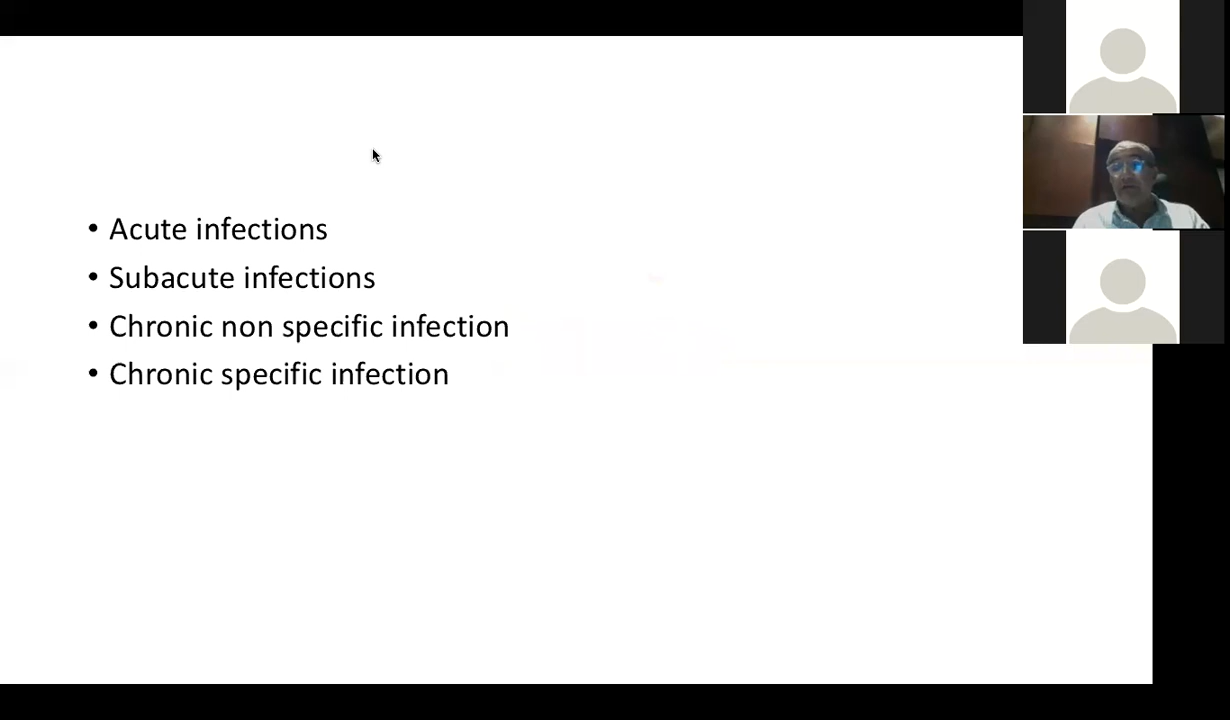 • Acute infections
• Subacute infections
• Chronic non specific infection
• Chronic specific infection